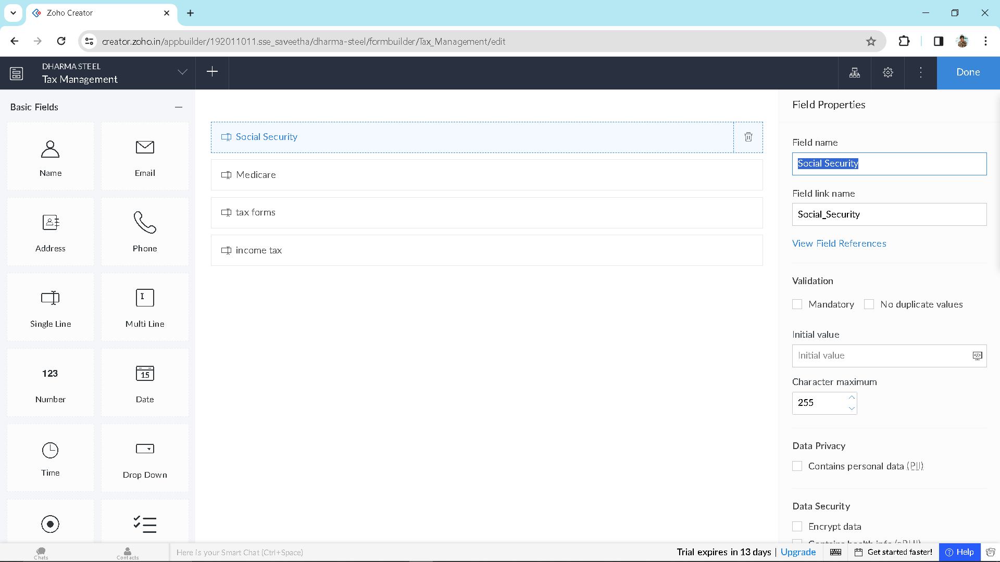 Zoho Creator
creator.zoho.in/appbuilder/192011011.sse_saveetha/dharma-steel/formbuilder/Tax_Management/edit
DHARMA STEEL
Tax Management
Done
Basic Fields
Name
Email
Address
Phone
Single Line
Multi Line
123
Number
15
Date
Time
Drop Down
Social Security
Medicare
tax forms
income tax
Field Properties
Field name
Social Security
Field link name
Social_Security
View Field References
Validation
Mandatory
No duplicate values
Initial value
Initial value
Character maximum
255
Data Privacy
Contains personal data (PII)
Data Security
Encrypt data
Contains health info (ePHI)
Chats
Contacts
Here is your Smart Chat (Ctrl+Space)
Trial expires in 13 days | Upgrade
Get started faster!
Help